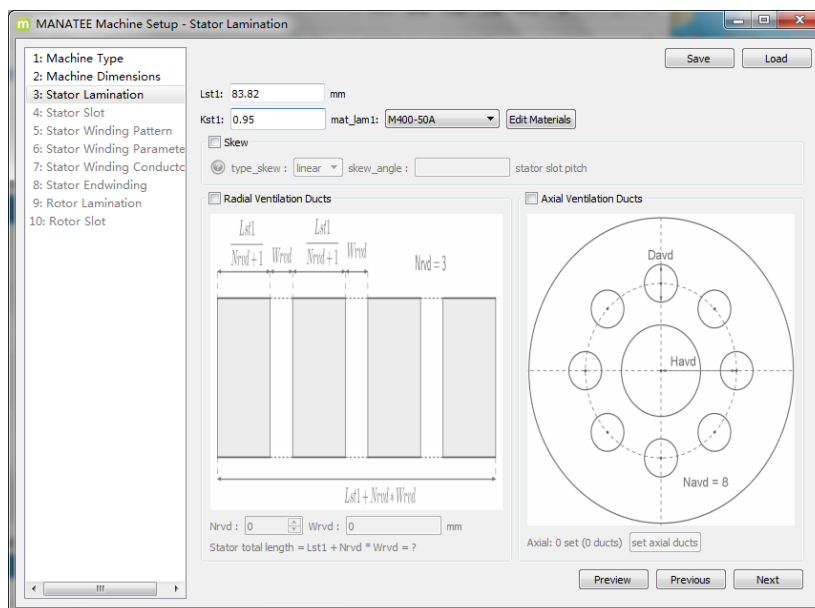 MANATEE Machine Setup - Stator Lamination
1: Machine Type
2: Machine Dimensions
3: Stator Lamination
4: Stator Slot
5: Stator Winding Pattern
6: Stator Winding Paramete
7: Stator Winding Conductc
8: Stator Endwinding
9: Rotor Lamination
10: Rotor Slot
Save Load
Lst1: 83.82 mm
Kst1: 0.95 mat_lam1: M400-50A Edit Materials
Skew
type_skew : linear skew_angle : stator slot pitch
Radial Ventilation Ducts
Lst1 Lst1
Nrvd+1 Wrvd Nrvd+1 Wrvd Nrvd = 3
Lst1 + Nrvd * Wrvd
Nrvd : 0 Wrvd : 0 mm
Stator total length = Lst1 + Nrvd * Wrvd = ?
Axial Ventilation Ducts
Davd
Havd
Navd = 8
Axial: 0 set (0 ducts) set axial ducts
Preview Previous Next